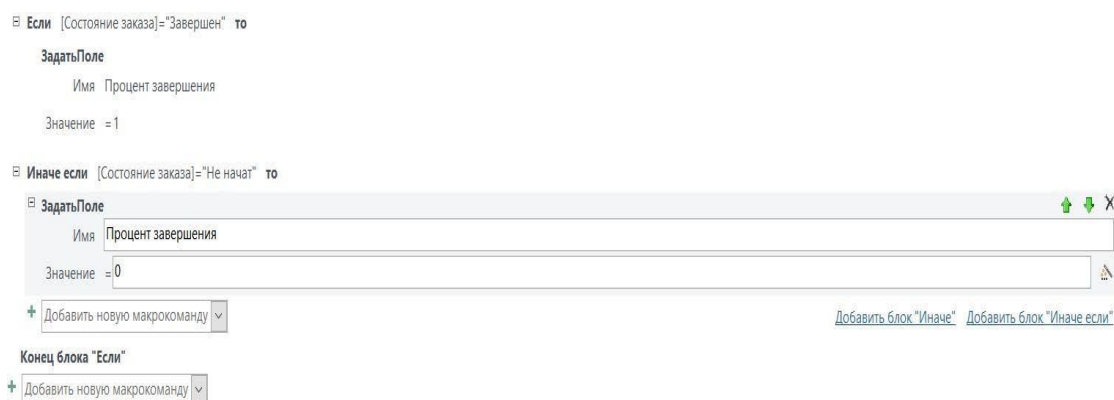 Если [Состояние заказа]="Завершен" то
ЗадатьПоле
Имя Процент завершения
Значение = 1
Иначе если [Состояние заказа]="Не начат" то
ЗадатьПоле
Имя Процент завершения
Значение = 0
Добавить новую макрокоманду
Добавить блок "Иначе" Добавить блок "Иначе если"
Конец блока "Если"
Добавить новую макрокоманду